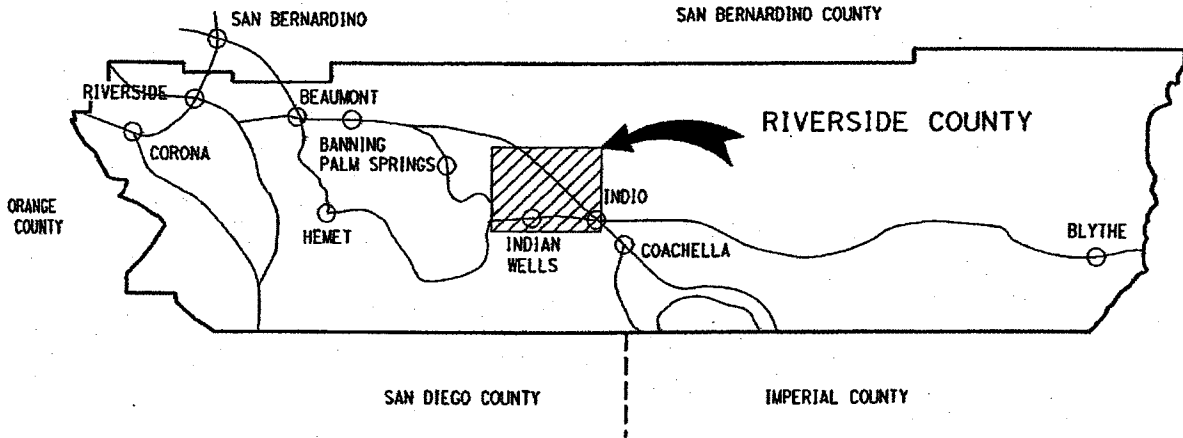 SAN BERNARDINO
SAN BERNARDINO COUNTY
RIVERSIDE
BEAUMONT
RIVERSIDE COUNTY
CORONA
BANNING
PALM SPRINGS
ORANGE
COUNTY
HEMET
INDIO
INDIAN
WELLS
COACHELLA
BLYTHE
SAN DIEGO COUNTY
IMPERIAL COUNTY